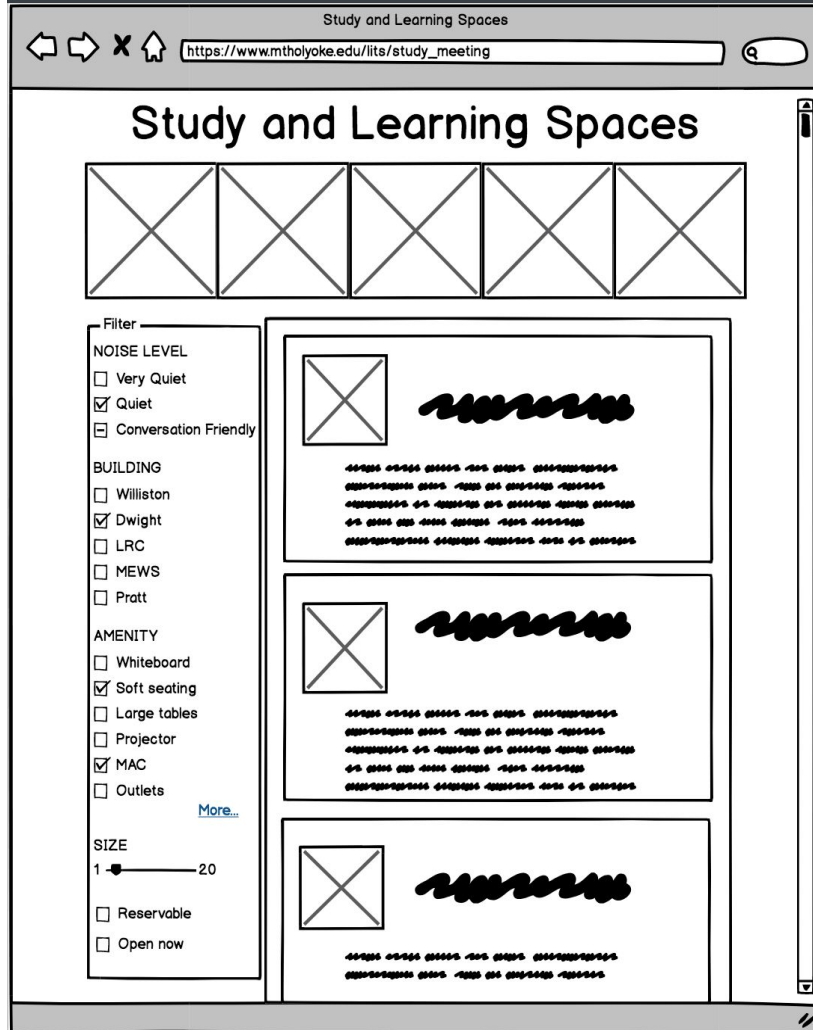 Study and Learning Spaces
https://www.mtholyoke.edu/lits/study_meeting
Study and Learning Spaces
Filter
NOISE LEVEL
Very Quiet
Quiet
Conversation Friendly
BUILDING
Williston
Dwight
LRC
MEWS
Pratt
AMENITY
Whiteboard
Soft seating
Large tables
Projector
MAC
Outlets
More...
SIZE
1 20
Reservable
Open now